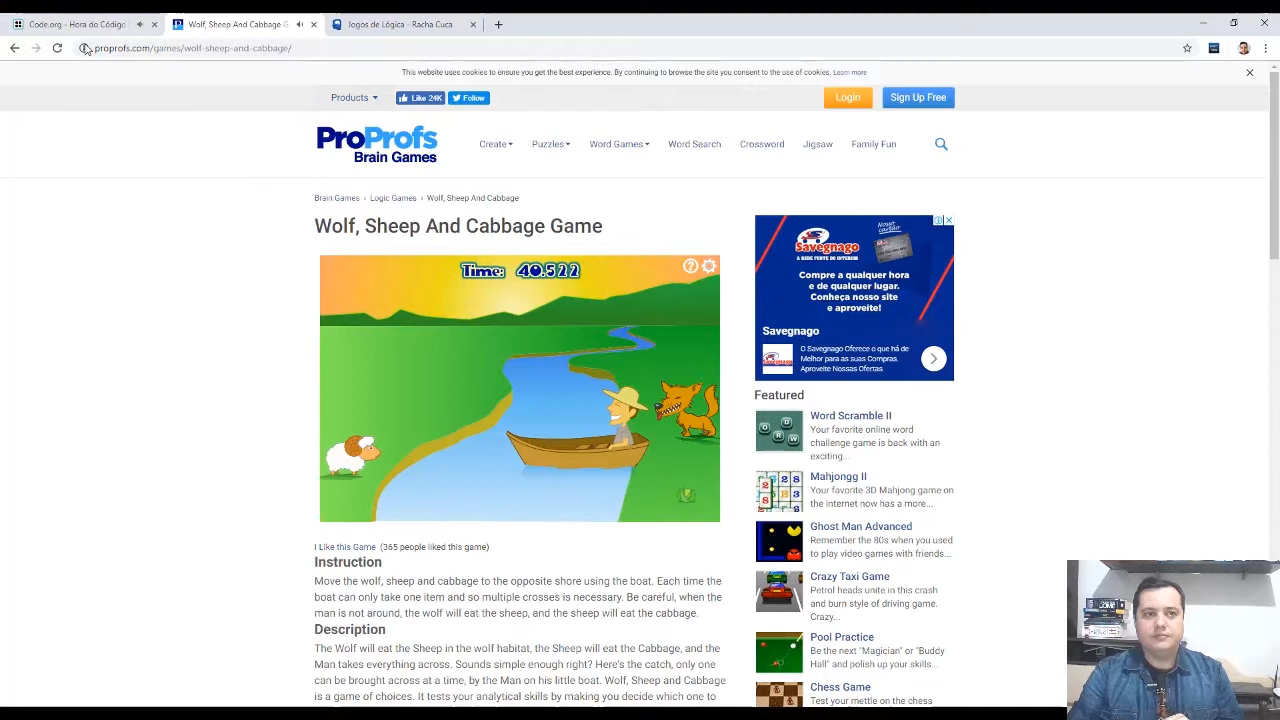 Code.org - Hora do Código
Wolf, Sheep And Cabbage G
Jogos de Lógica - Racha Cuca
proprofs.com/games/wolf-sheep-and-cabbage/
This website uses cookies to ensure you get the best experience. By continuing to browse the site you consent to the use of cookies. Learn more
Products
Like 24K
Follow
Login
Sign Up Free
ProProfs
Brain Games
Create
Puzzles
Word Games
Word Search
Crossword
Jigsaw
Family Fun
Brain Games › Logic Games › Wolf, Sheep And Cabbage
Wolf, Sheep And Cabbage Game
Time: 40.522
I Like this Game (365 people liked this game)
Instruction
Move the wolf, sheep and cabbage to the opposite shore using the boat. Each time the
boat can only take one item and so multiple crosses is necessary. Be careful, when the
man is not around, the wolf will eat the sheep, and the sheep will eat the cabbage.
Description
The Wolf will eat the Sheep in the wolf habitat, the Sheep will eat the Cabbage, and the
Man takes everything across. Sounds simple enough right? Here's the catch, only one
can be brought across at a time, by the Man on his little boat. Wolf, Sheep and Cabbage
is a game of choices. It tests your analytical skills by making you decide which one to
Nosso
cartão
Savegnago
A REDE FORTE DO INTERIOR
Compre a qualquer hora
e de qualquer lugar.
Conheça nosso site
e aproveite!
Savegnago
O Savegnago Oferece o que há de
Melhor para as suas Compras.
Aproveite Nossas Ofertas.
Featured
Word Scramble II
Your favorite online word
challenge game is back with an
exciting...
Mahjongg II
Your favorite 3D Mahjong game on
the internet now has a more...
Ghost Man Advanced
Remember the 80s when you used
to play video games with friends...
Crazy Taxi Game
Petrol heads unite in this crash
and burn style of driving game.
Crazy...
Pool Practice
Be the next "Magician" or "Buddy
Hall" and polish up your skills...
Chess Game
Test your mettle on the chess